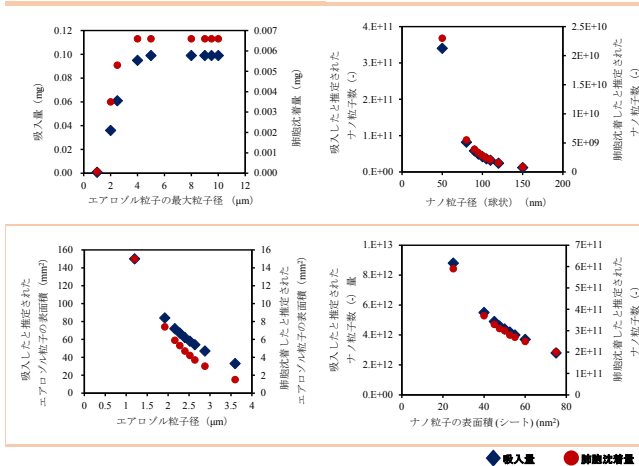 0.12
0.10
0.08
0.06
0.04
0.02
0.00
吸入量 (mg)
0.007
0.006
0.005
0.004
0.003
0.002
0.001
0.000
肺胞沈着量 (mg)
0 2 4 6 8 10 12
エアロゾル粒子の最大粒子径 (μm)
4.E+11
3.E+11
2.E+11
1.E+11
0.E+00
吸入したと推定された
ナノ粒子数 (-)
2.5E+10
2E+10
1.5E+10
1E+10
5E+09
0
肺胞沈着したと推定された
ナノ粒子数 (-)
0 50 100 150 200
ナノ粒子径 (球状) (nm)
160
140
120
100
80
60
40
20
0
吸入したと推定された
エアロゾル粒子の表面積 (mm²)
16
14
12
10
8
6
4
2
0
肺胞沈着したと推定された
エアロゾル粒子の表面積 (mm²)
0 0.5 1 1.5 2 2.5 3 3.5 4
エアロゾル粒子径 (μm)
1.E+13
8.E+12
6.E+12
4.E+12
2.E+12
0.E+00
吸入したと推定された
ナノ粒子数 (-) 量
7E+11
6E+11
5E+11
4E+11
3E+11
2E+11
1E+11
0
肺胞沈着したと推定された
ナノ粒子数 (-)
0 20 40 60 80
ナノ粒子の表面積 (シート) (nm²)
吸入量 肺胞沈着量